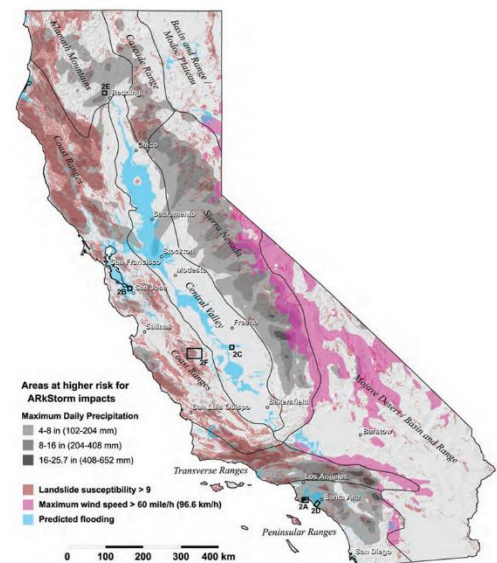 Klamath Mountains
Cascade Range
Basin and Range /
Modoc Plateau
2E
Redding
Coast Ranges
Chico
Sacramento
Sierra Nevada
Stockton
San Francisco
Modesto
2B
San Jose
Central Valley
Salinas
Fresno
2C
2F
Coast Ranges
San Luis Obispo
Bakersfield
Mojave Desert/ Basin and Range
Barstow
Areas at higher risk for
ARkStorm impacts
Maximum Daily Precipitation
4-8 in (102-204 mm)
8-16 in (204-408 mm)
16-25.7 in (408-652 mm)
Transverse Ranges
Los Angeles
Santa Ana
2A
2D
Landslide susceptibility > 9
Maximum wind speed > 60 mile/h (96.6 km/h)
Predicted flooding
Peninsular Ranges
San Diego
0 100 200 300 400 km